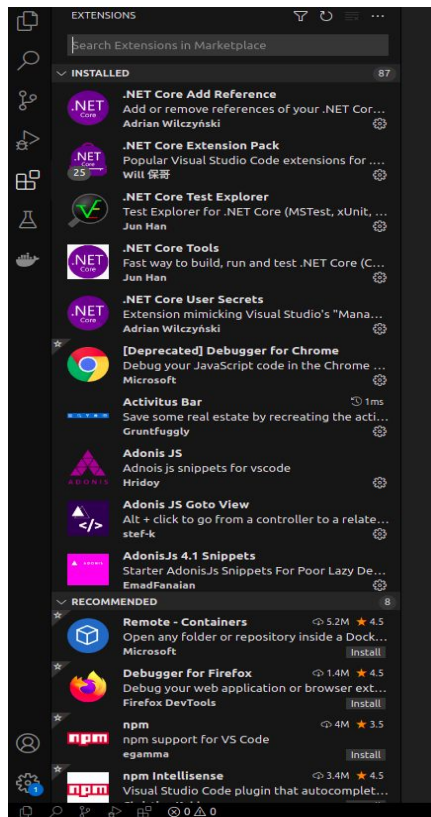 EXTENSIONS
Search Extensions in Marketplace
INSTALLED 87
.NET Core Add Reference
Add or remove references of your .NET Cor...
Adrian Wilczyński
.NET Core Extension Pack
Popular Visual Studio Code extensions for ....
Will 保哥
25
.NET Core Test Explorer
Test Explorer for .NET Core (MSTest, xUnit, ...
Jun Han
.NET Core Tools
Fast way to build, run and test .NET Core (C...
Jun Han
.NET Core User Secrets
Extension mimicking Visual Studio's "Mana...
Adrian Wilczyński
[Deprecated] Debugger for Chrome
Debug your JavaScript code in the Chrome ...
Microsoft
Activitus Bar 1ms
Save some real estate by recreating the acti...
Gruntfuggly
Adonis JS
Adnois js snippets for vscode
Hridoy
Adonis JS Goto View
Alt + click to go from a controller to a relate...
stef-k
AdonisJs 4.1 Snippets
Starter AdonisJs Snippets For Poor Lazy De...
EmadFanaian
RECOMMENDED 8
Remote - Containers 5.2M ★ 4.5
Open any folder or repository inside a Dock...
Microsoft Install
Debugger for Firefox 1.4M ★ 4.5
Debug your web application or browser ext...
Firefox DevTools Install
npm 4M ★ 3.5
npm support for VS Code
egamma Install
npm Intellisense 3.4M ★ 4.5
Visual Studio Code plugin that autocomplet...
1
0 0